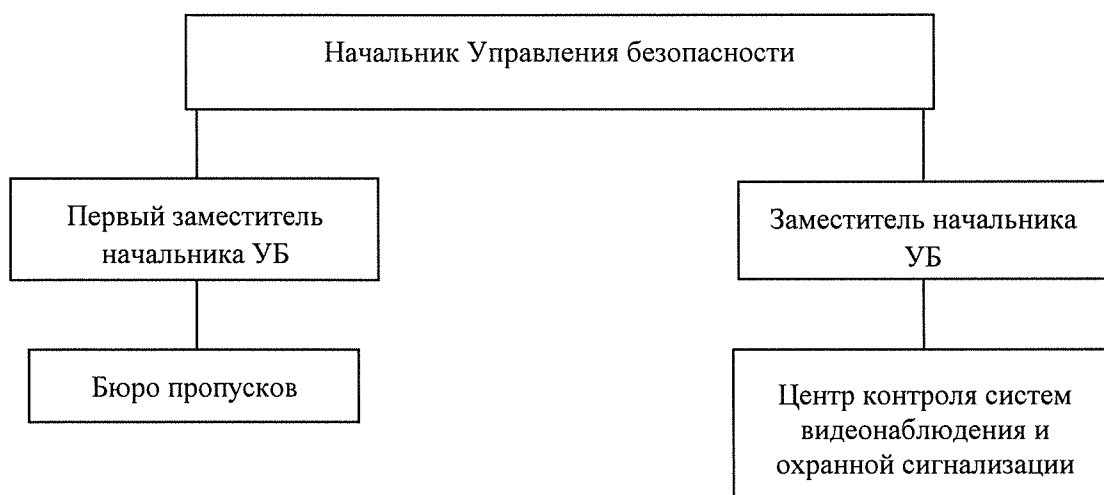 Начальник Управления безопасности
Первый заместитель
начальника УБ
Заместитель начальника
УБ
Бюро пропусков
Центр контроля систем
видеонаблюдения и
охранной сигнализации